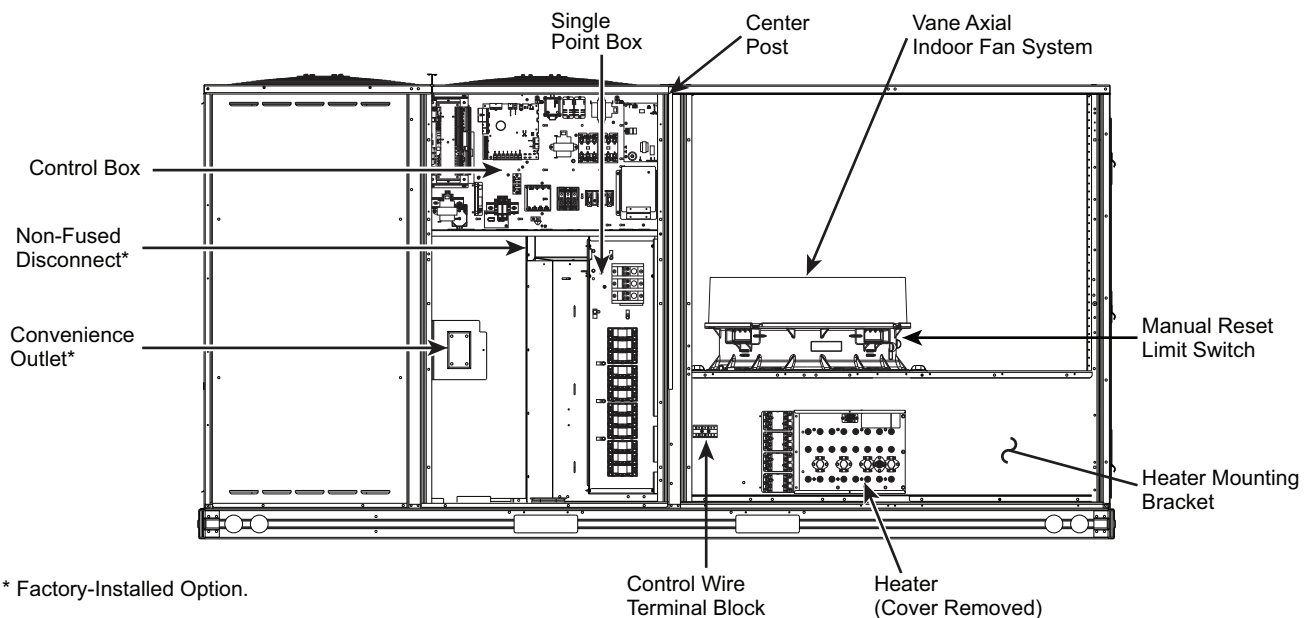 Single
Point Box
Center
Post
Vane Axial
Indoor Fan System
Control Box
Non-Fused
Disconnect*
Convenience
Outlet*
Manual Reset
Limit Switch
Heater Mounting
Bracket
Control Wire
Terminal Block
Heater
(Cover Removed)
* Factory-Installed Option.